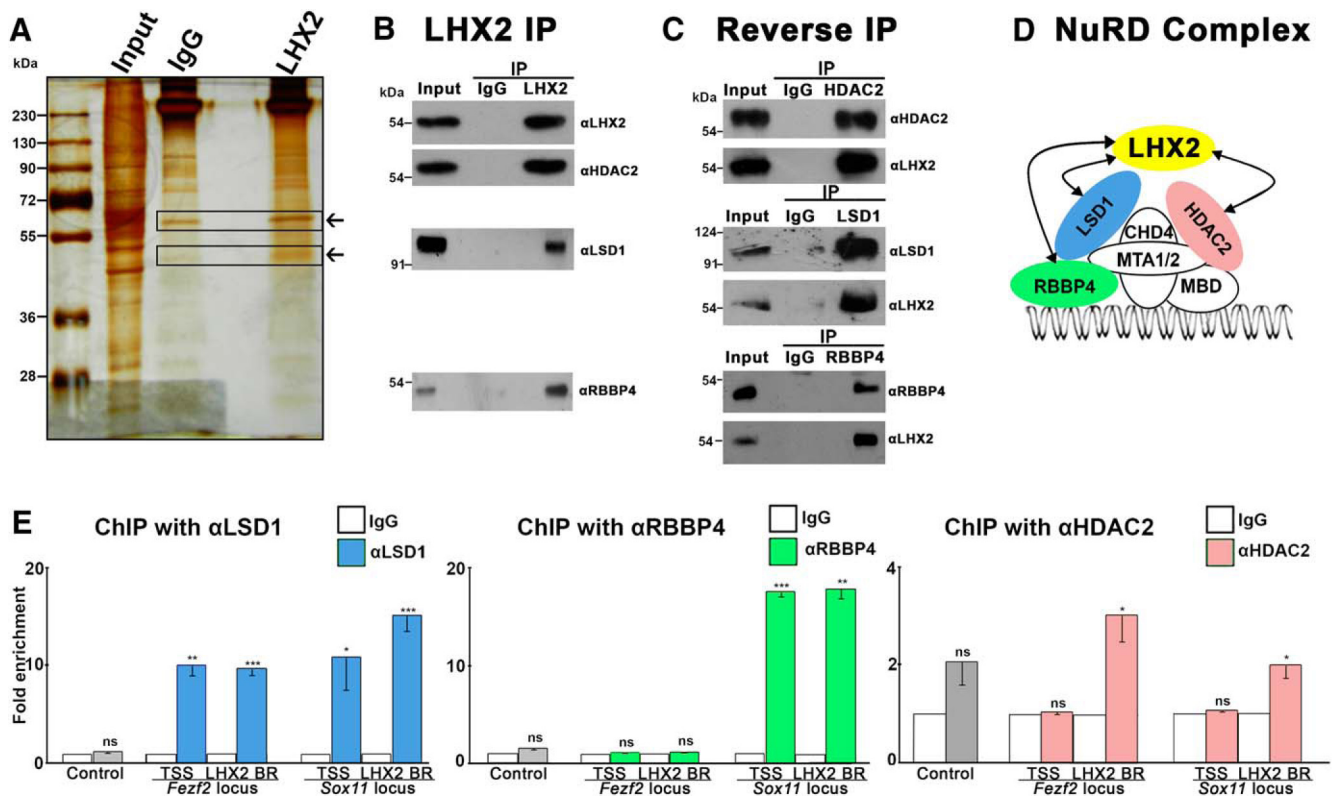 A
kDa
Input
IgG
LHX2
230
130
90
72
55
36
28
B LHX2 IP
IP
kDa
Input IgG LHX2
54
αLHX2
54
αHDAC2
91
αLSD1
54
αRBBP4
C Reverse IP
IP
kDa
Input IgG HDAC2
54
αHDAC2
54
αLHX2
IP
Input IgG LSD1
124
91
αLSD1
54
αLHX2
IP
Input IgG RBBP4
54
αRBBP4
54
αLHX2
D NuRD Complex
LHX2
LSD1
HDAC2
CHD4
MTA1/2
RBBP4
MBD
E
ChIP with αLSD1
IgG
αLSD1
Fold enrichment
20
10
0
ns
**
***
*
***
Control
TSS LHX2 BR
Fezf2 locus
TSS LHX2 BR
Sox11 locus
ChIP with αRBBP4
IgG
αRBBP4
20
10
0
ns
ns
ns
***
**
Control
TSS LHX2 BR
Fezf2 locus
TSS LHX2 BR
Sox11 locus
ChIP with αHDAC2
IgG
αHDAC2
4
2
0
ns
ns
*
ns
*
Control
TSS LHX2 BR
Fezf2 locus
TSS LHX2 BR
Sox11 locus